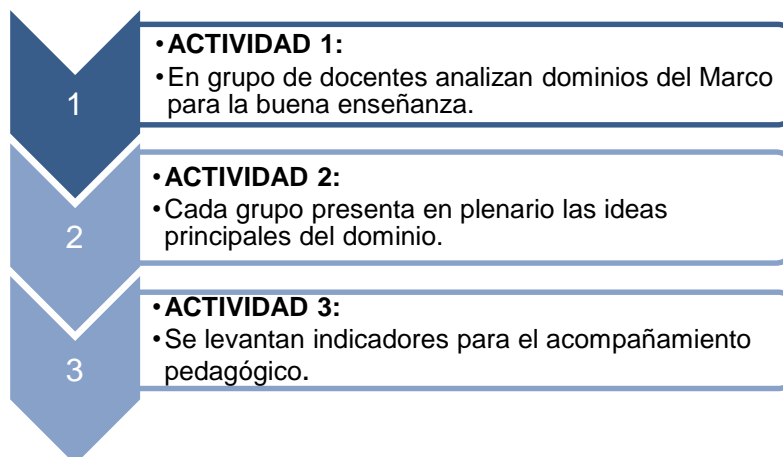 1
•ACTIVIDAD 1:
•En grupo de docentes analizan dominios del Marco
para la buena enseñanza.
2
•ACTIVIDAD 2:
•Cada grupo presenta en plenario las ideas
principales del dominio.
3
•ACTIVIDAD 3:
•Se levantan indicadores para el acompañamiento
pedagógico.